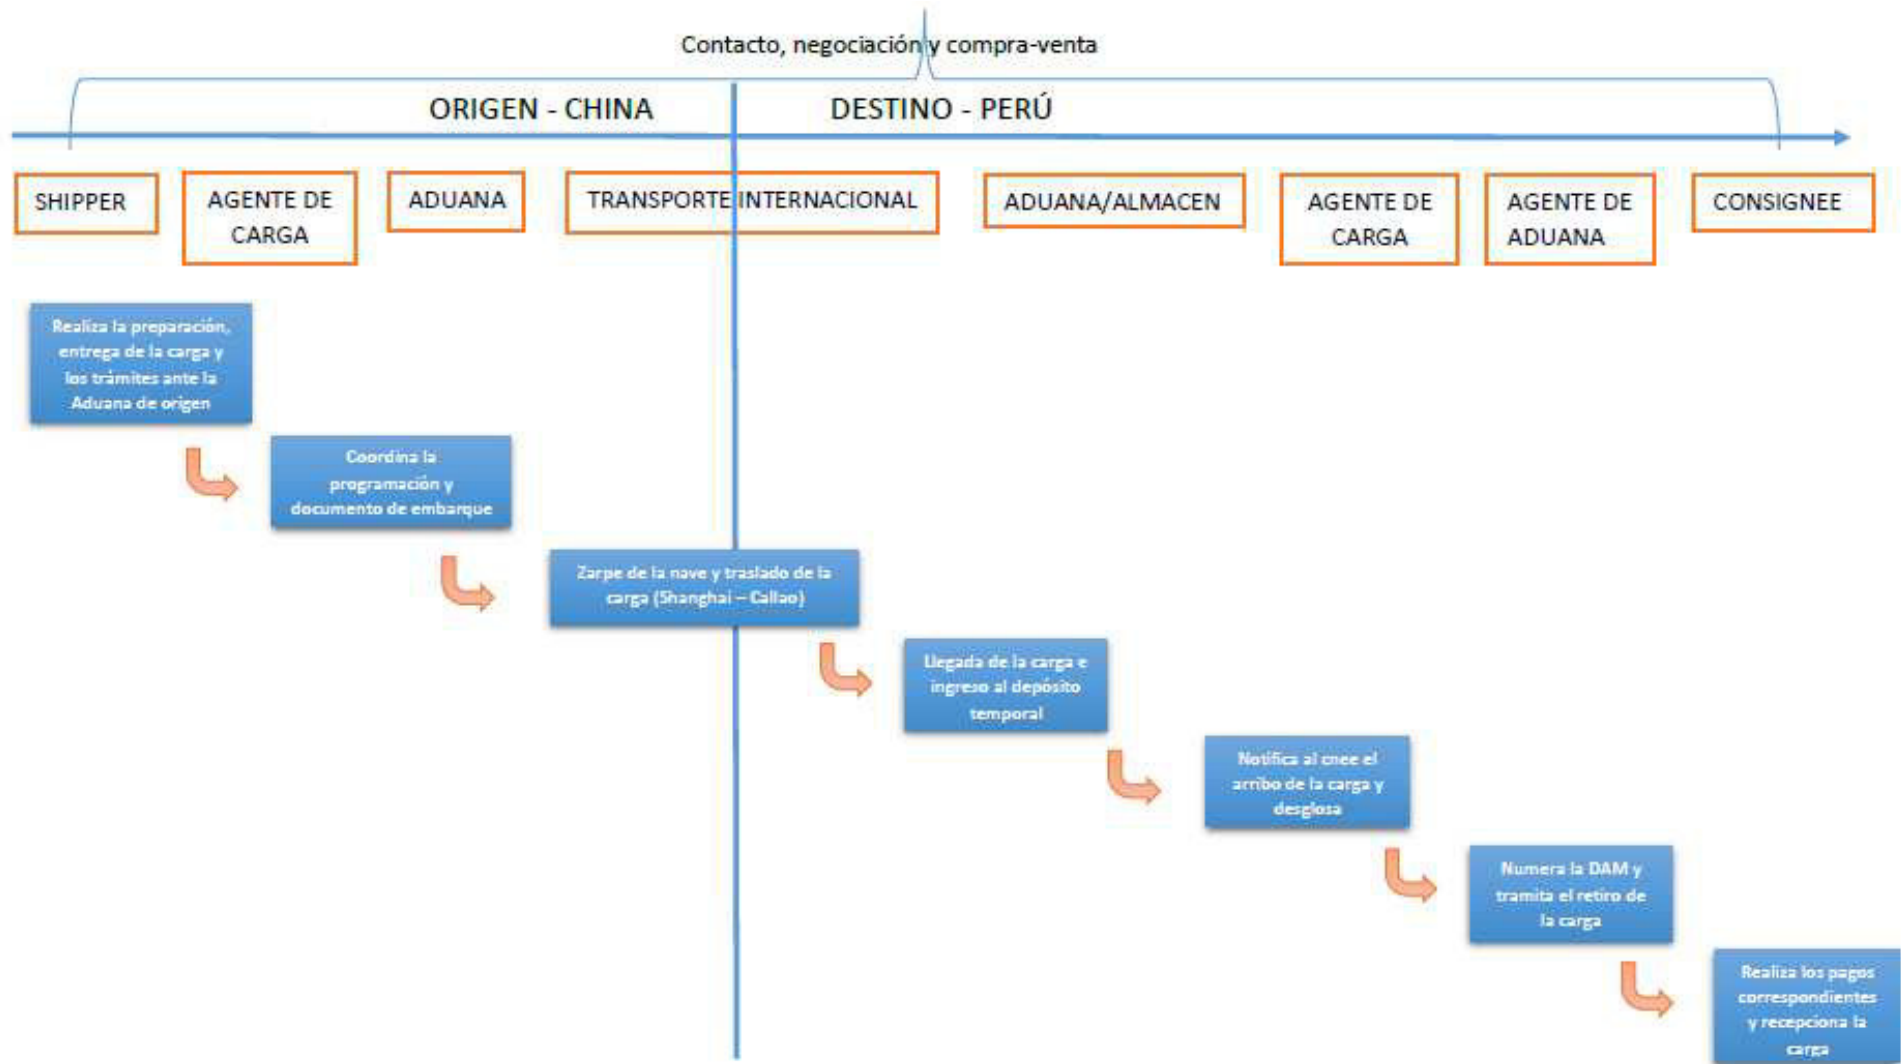 Contacto, negociación y compra-venta
ORIGEN - CHINA
DESTINO - PERÚ
SHIPPER
AGENTE DE
CARGA
ADUANA
TRANSPORTE INTERNACIONAL
ADUANA/ALMACEN
AGENTE DE
CARGA
AGENTE DE
ADUANA
CONSIGNEE
Realiza la preparación,
entrega de la carga y
los trámites ante la
Aduana de origen
Coordina la
programación y
documento de embarque
Zarpe de la nave y traslado de la
carga (Shanghai – Callao)
Llegada de la carga e
ingreso al depósito
temporal
Notifica al cnee el
arribo de la carga y
desglosa
Numera la DAM y
tramita el retiro de
la carga
Realiza los pagos
correspondientes
y recepciona la
carga